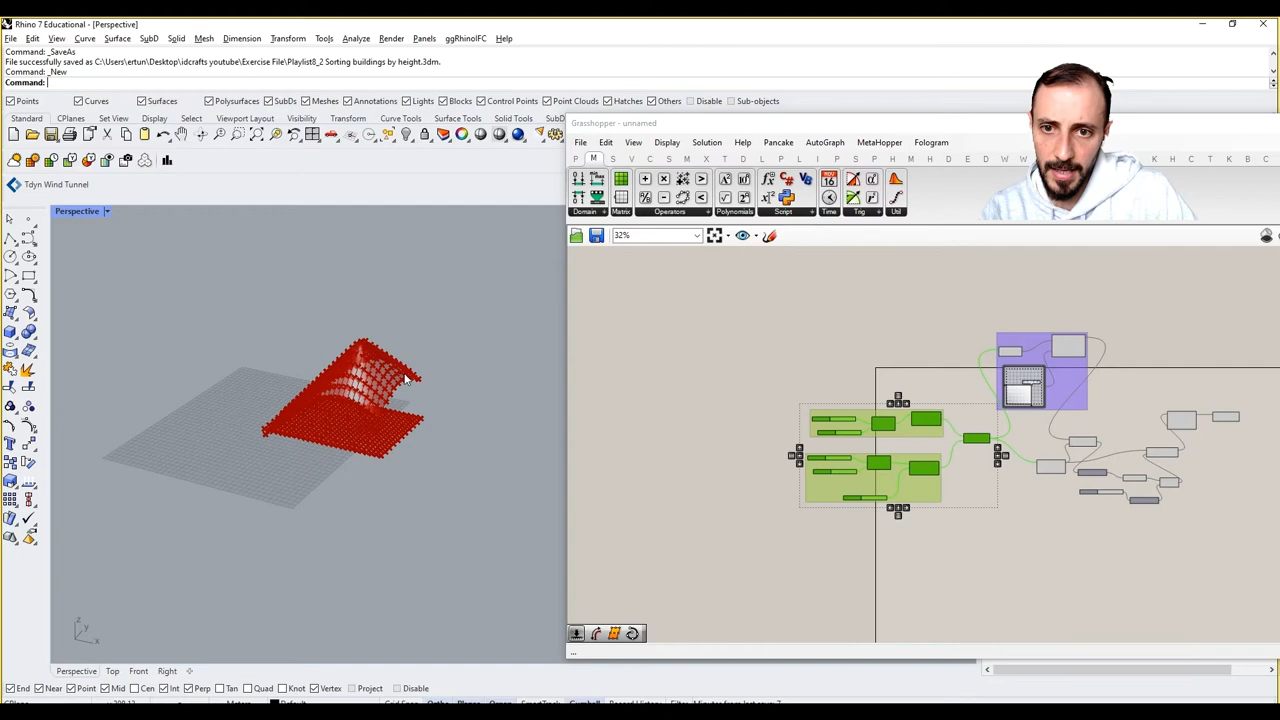 Rhino 7 Educational - [Perspective]
File Edit View Curve Surface SubD Solid Mesh Dimension Transform Tools Analyze Render Panels ggRhinoIFC Help
Command: _SaveAs
File successfully saved as C:\Users\ertun\Desktop\idcrafts youtube\Exercise File\Playlist8_2 Sorting buildings by height.3dm.
Command: _New
Command:
Points Curves Surfaces Polysurfaces SubDs Meshes Annotations Lights Blocks Control Points Point Clouds Hatches Others Disable Sub-objects
Standard CPlanes Display Select Viewport Layout Visibility Transform Curve Tools Surface Tools Solid Tools SubD
Grasshopper - unnamed
File Edit View Display Solution Help Pancake AutoGraph MetaHopper Fologram
P M S V C S M X T D
Domain Matrix Operators Polynomials Script Time Trig Util
Tdyn Wind Tunnel
Perspective
32%
z
y
x
Perspective Top Front Right
End Near Point Mid Cen Int Perp Tan Quad Knot Vertex Project Disable